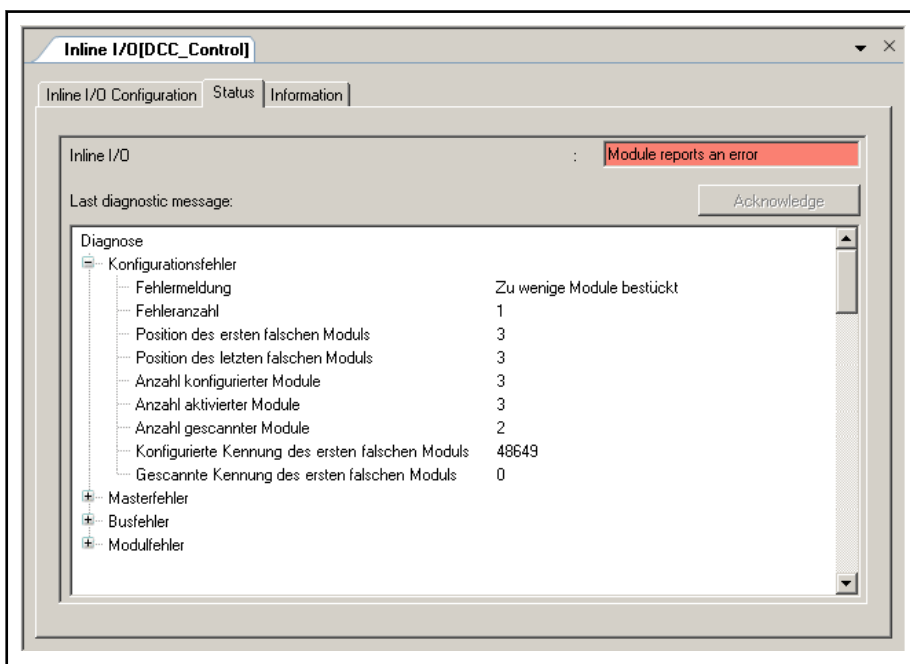 Inline I/O[DCC_Control]
Inline I/O Configuration Status Information
Inline I/O : Module reports an error
Last diagnostic message: Acknowledge
Diagnose
Konfigurationsfehler
Fehlermeldung Zu wenige Module bestückt
Fehleranzahl 1
Position des ersten falschen Moduls 3
Position des letzten falschen Moduls 3
Anzahl konfigurierter Module 3
Anzahl aktivierter Module 3
Anzahl gescannter Module 2
Konfigurierte Kennung des ersten falschen Moduls 48649
Gescannte Kennung des ersten falschen Moduls 0
Masterfehler
Busfehler
Modulfehler